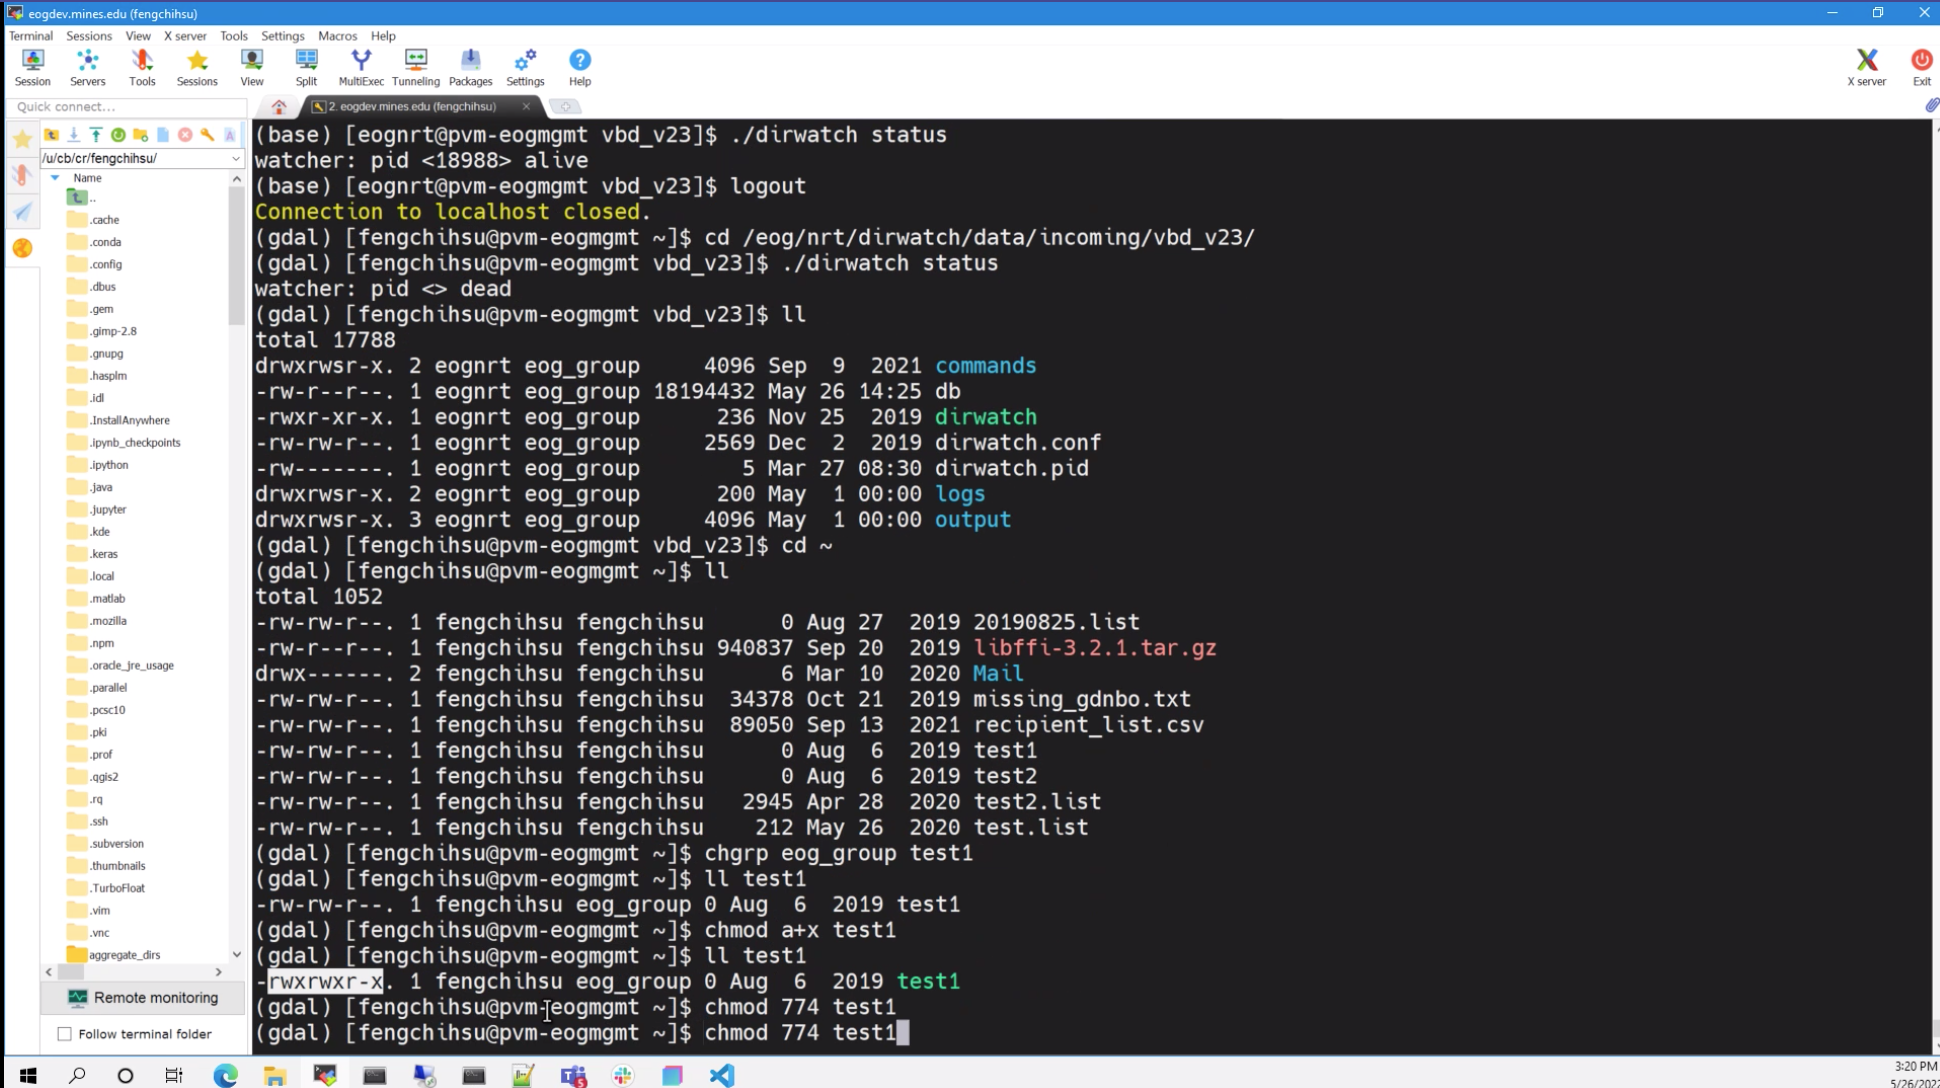 eogdev.mines.edu (fengchihsu)
Terminal Sessions View X server Tools Settings Macros Help
Session Servers Tools Sessions View Split MultiExec Tunneling Packages Settings Help X server Exit
Quick connect...
2. eogdev.mines.edu (fengchihsu)
/u/cb/cr/fengchihsu/
Name
..
.cache
.conda
.config
.dbus
.gem
.gimp-2.8
.gnupg
.hasplm
.idl
.InstallAnywhere
.ipynb_checkpoints
.ipython
.java
.jupyter
.kde
.keras
.local
.matlab
.mozilla
.npm
.oracle_jre_usage
.parallel
.pcsc10
.pki
.prof
.qgis2
.rq
.ssh
.subversion
.thumbnails
.TurboFloat
.vim
.vnc
aggregate_dirs
Remote monitoring
Follow terminal folder
(base) [eognrt@pvm-eogmgmt vbd_v23]$ ./dirwatch status
watcher: pid <18988> alive
(base) [eognrt@pvm-eogmgmt vbd_v23]$ logout
Connection to localhost closed.
(gdal) [fengchihsu@pvm-eogmgmt ~]$ cd /eog/nrt/dirwatch/data/incoming/vbd_v23/
(gdal) [fengchihsu@pvm-eogmgmt vbd_v23]$ ./dirwatch status
watcher: pid <> dead
(gdal) [fengchihsu@pvm-eogmgmt vbd_v23]$ ll
total 17788
drwxrwsr-x. 2 eognrt eog_group 4096 Sep 9 2021 commands
-rw-r--r--. 1 eognrt eog_group 18194432 May 26 14:25 db
-rwxr-xr-x. 1 eognrt eog_group 236 Nov 25 2019 dirwatch
-rw-rw-r--. 1 eognrt eog_group 2569 Dec 2 2019 dirwatch.conf
-rw-------. 1 eognrt eog_group 5 Mar 27 08:30 dirwatch.pid
drwxrwsr-x. 2 eognrt eog_group 200 May 1 00:00 logs
drwxrwsr-x. 3 eognrt eog_group 4096 May 1 00:00 output
(gdal) [fengchihsu@pvm-eogmgmt vbd_v23]$ cd ~
(gdal) [fengchihsu@pvm-eogmgmt ~]$ ll
total 1052
-rw-rw-r--. 1 fengchihsu fengchihsu 0 Aug 27 2019 20190825.list
-rw-r--r--. 1 fengchihsu fengchihsu 940837 Sep 20 2019 libffi-3.2.1.tar.gz
drwx------. 2 fengchihsu fengchihsu 6 Mar 10 2020 Mail
-rw-rw-r--. 1 fengchihsu fengchihsu 34378 Oct 21 2019 missing_gdnbo.txt
-rw-rw-r--. 1 fengchihsu fengchihsu 89050 Sep 13 2021 recipient_list.csv
-rw-rw-r--. 1 fengchihsu fengchihsu 0 Aug 6 2019 test1
-rw-rw-r--. 1 fengchihsu fengchihsu 0 Aug 6 2019 test2
-rw-rw-r--. 1 fengchihsu fengchihsu 2945 Apr 28 2020 test2.list
-rw-rw-r--. 1 fengchihsu fengchihsu 212 May 26 2020 test.list
(gdal) [fengchihsu@pvm-eogmgmt ~]$ chgrp eog_group test1
(gdal) [fengchihsu@pvm-eogmgmt ~]$ ll test1
-rw-rw-r--. 1 fengchihsu eog_group 0 Aug 6 2019 test1
(gdal) [fengchihsu@pvm-eogmgmt ~]$ chmod a+x test1
(gdal) [fengchihsu@pvm-eogmgmt ~]$ ll test1
-rwxrwxr-x. 1 fengchihsu eog_group 0 Aug 6 2019 test1
(gdal) [fengchihsu@pvm-eogmgmt ~]$ chmod 774 test1
(gdal) [fengchihsu@pvm-eogmgmt ~]$ chmod 774 test1
3:20 PM